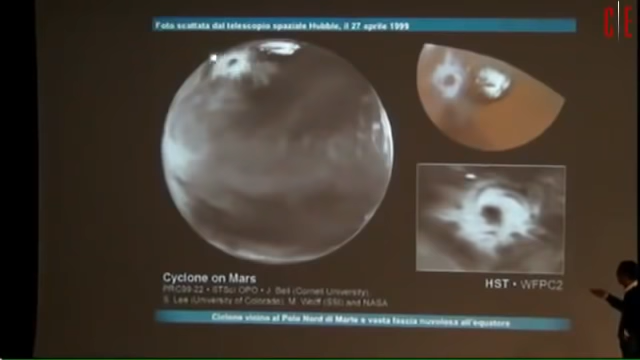 C E
Foto scattata dal telescopio spaziale Hubble, il 27 aprile 1999
Cyclone on Mars
PRC99-22 • STScI OPO • J. Bell (Cornell University),
S. Lee (University of Colorado), M. Wolff (SSI) and NASA
HST • WFPC2
Ciclone vicino al Polo Nord di Marte e vasta fascia nuvolosa all'equatore